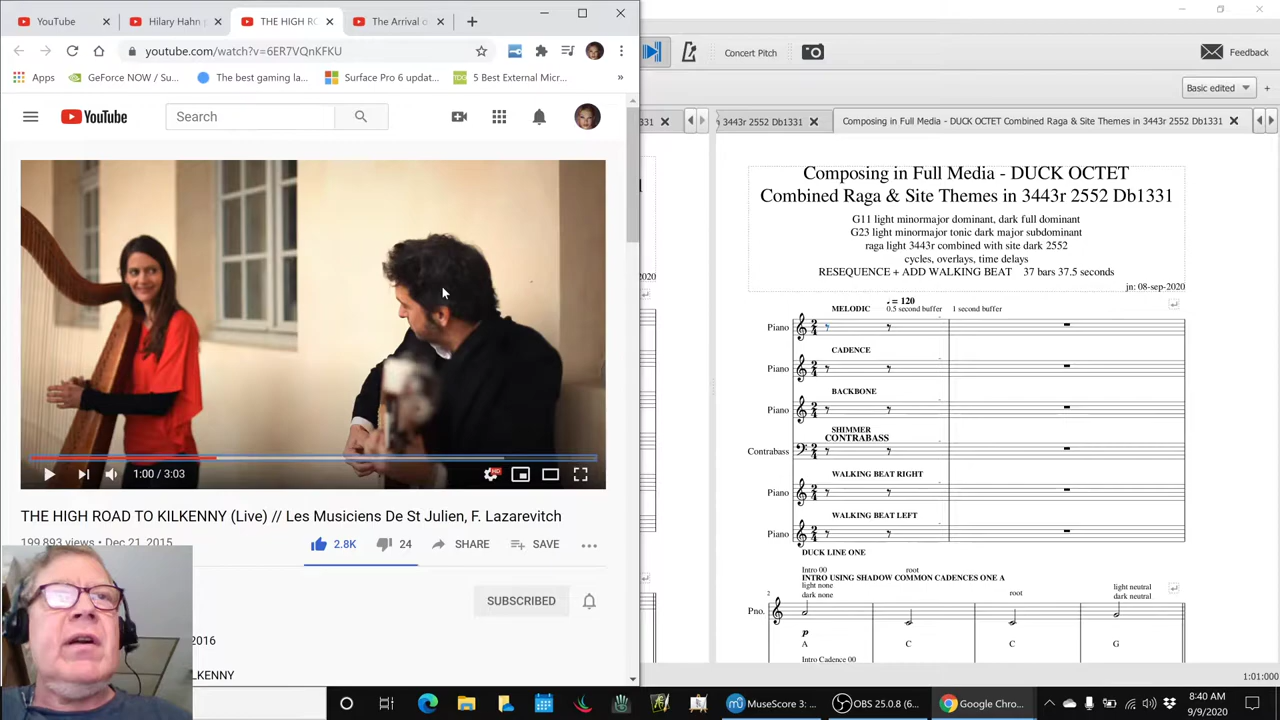 YouTube
Hilary Hahn p
THE HIGH RO
The Arrival o
youtube.com/watch?v=6ER7VQnKFKU
Apps
GeForce NOW / Su...
The best gaming la...
Surface Pro 6 updat...
5 Best External Micr...
»
YouTube
Search
THE HIGH ROAD TO KILKENNY (Live) // Les Musiciens De St Julien, F. Lazarevitch
1:00 / 3:03
HD
199,893 views • Dec 21, 2015
2.8K
24
SHARE
SAVE
SUBSCRIBED
2016
LKENNY
Concert Pitch
Feedback
Basic edited
331
n 3443r 2552 Db1331
Composing in Full Media - DUCK OCTET Combined Raga & Site Themes in 3443r 2552 Db1331
2020
Composing in Full Media - DUCK OCTET
Combined Raga & Site Themes in 3443r 2552 Db1331
G11 light minormajor dominant, dark full dominant
G23 light minormajor tonic dark major subdominant
raga light 3443r combined with site dark 2552
cycles, overlays, time delays
RESEQUENCE + ADD WALKING BEAT 37 bars 37.5 seconds
jn: 08-sep-2020
= 120
MELODIC 0.5 second buffer 1 second buffer
Piano
CADENCE
Piano
BACKBONE
Piano
SHIMMER
CONTRABASS
Contrabass
WALKING BEAT RIGHT
Piano
WALKING BEAT LEFT
Piano
DUCK LINE ONE
Intro 00 root
INTRO USING SHADOW COMMON CADENCES ONE A
light none root light neutral
dark none dark neutral
2
Pno.
p
A C C G
Intro Cadence 00
1:01:000
MuseScore 3: ...
OBS 25.0.8 (6...
Google Chro...
8:40 AM
9/9/2020